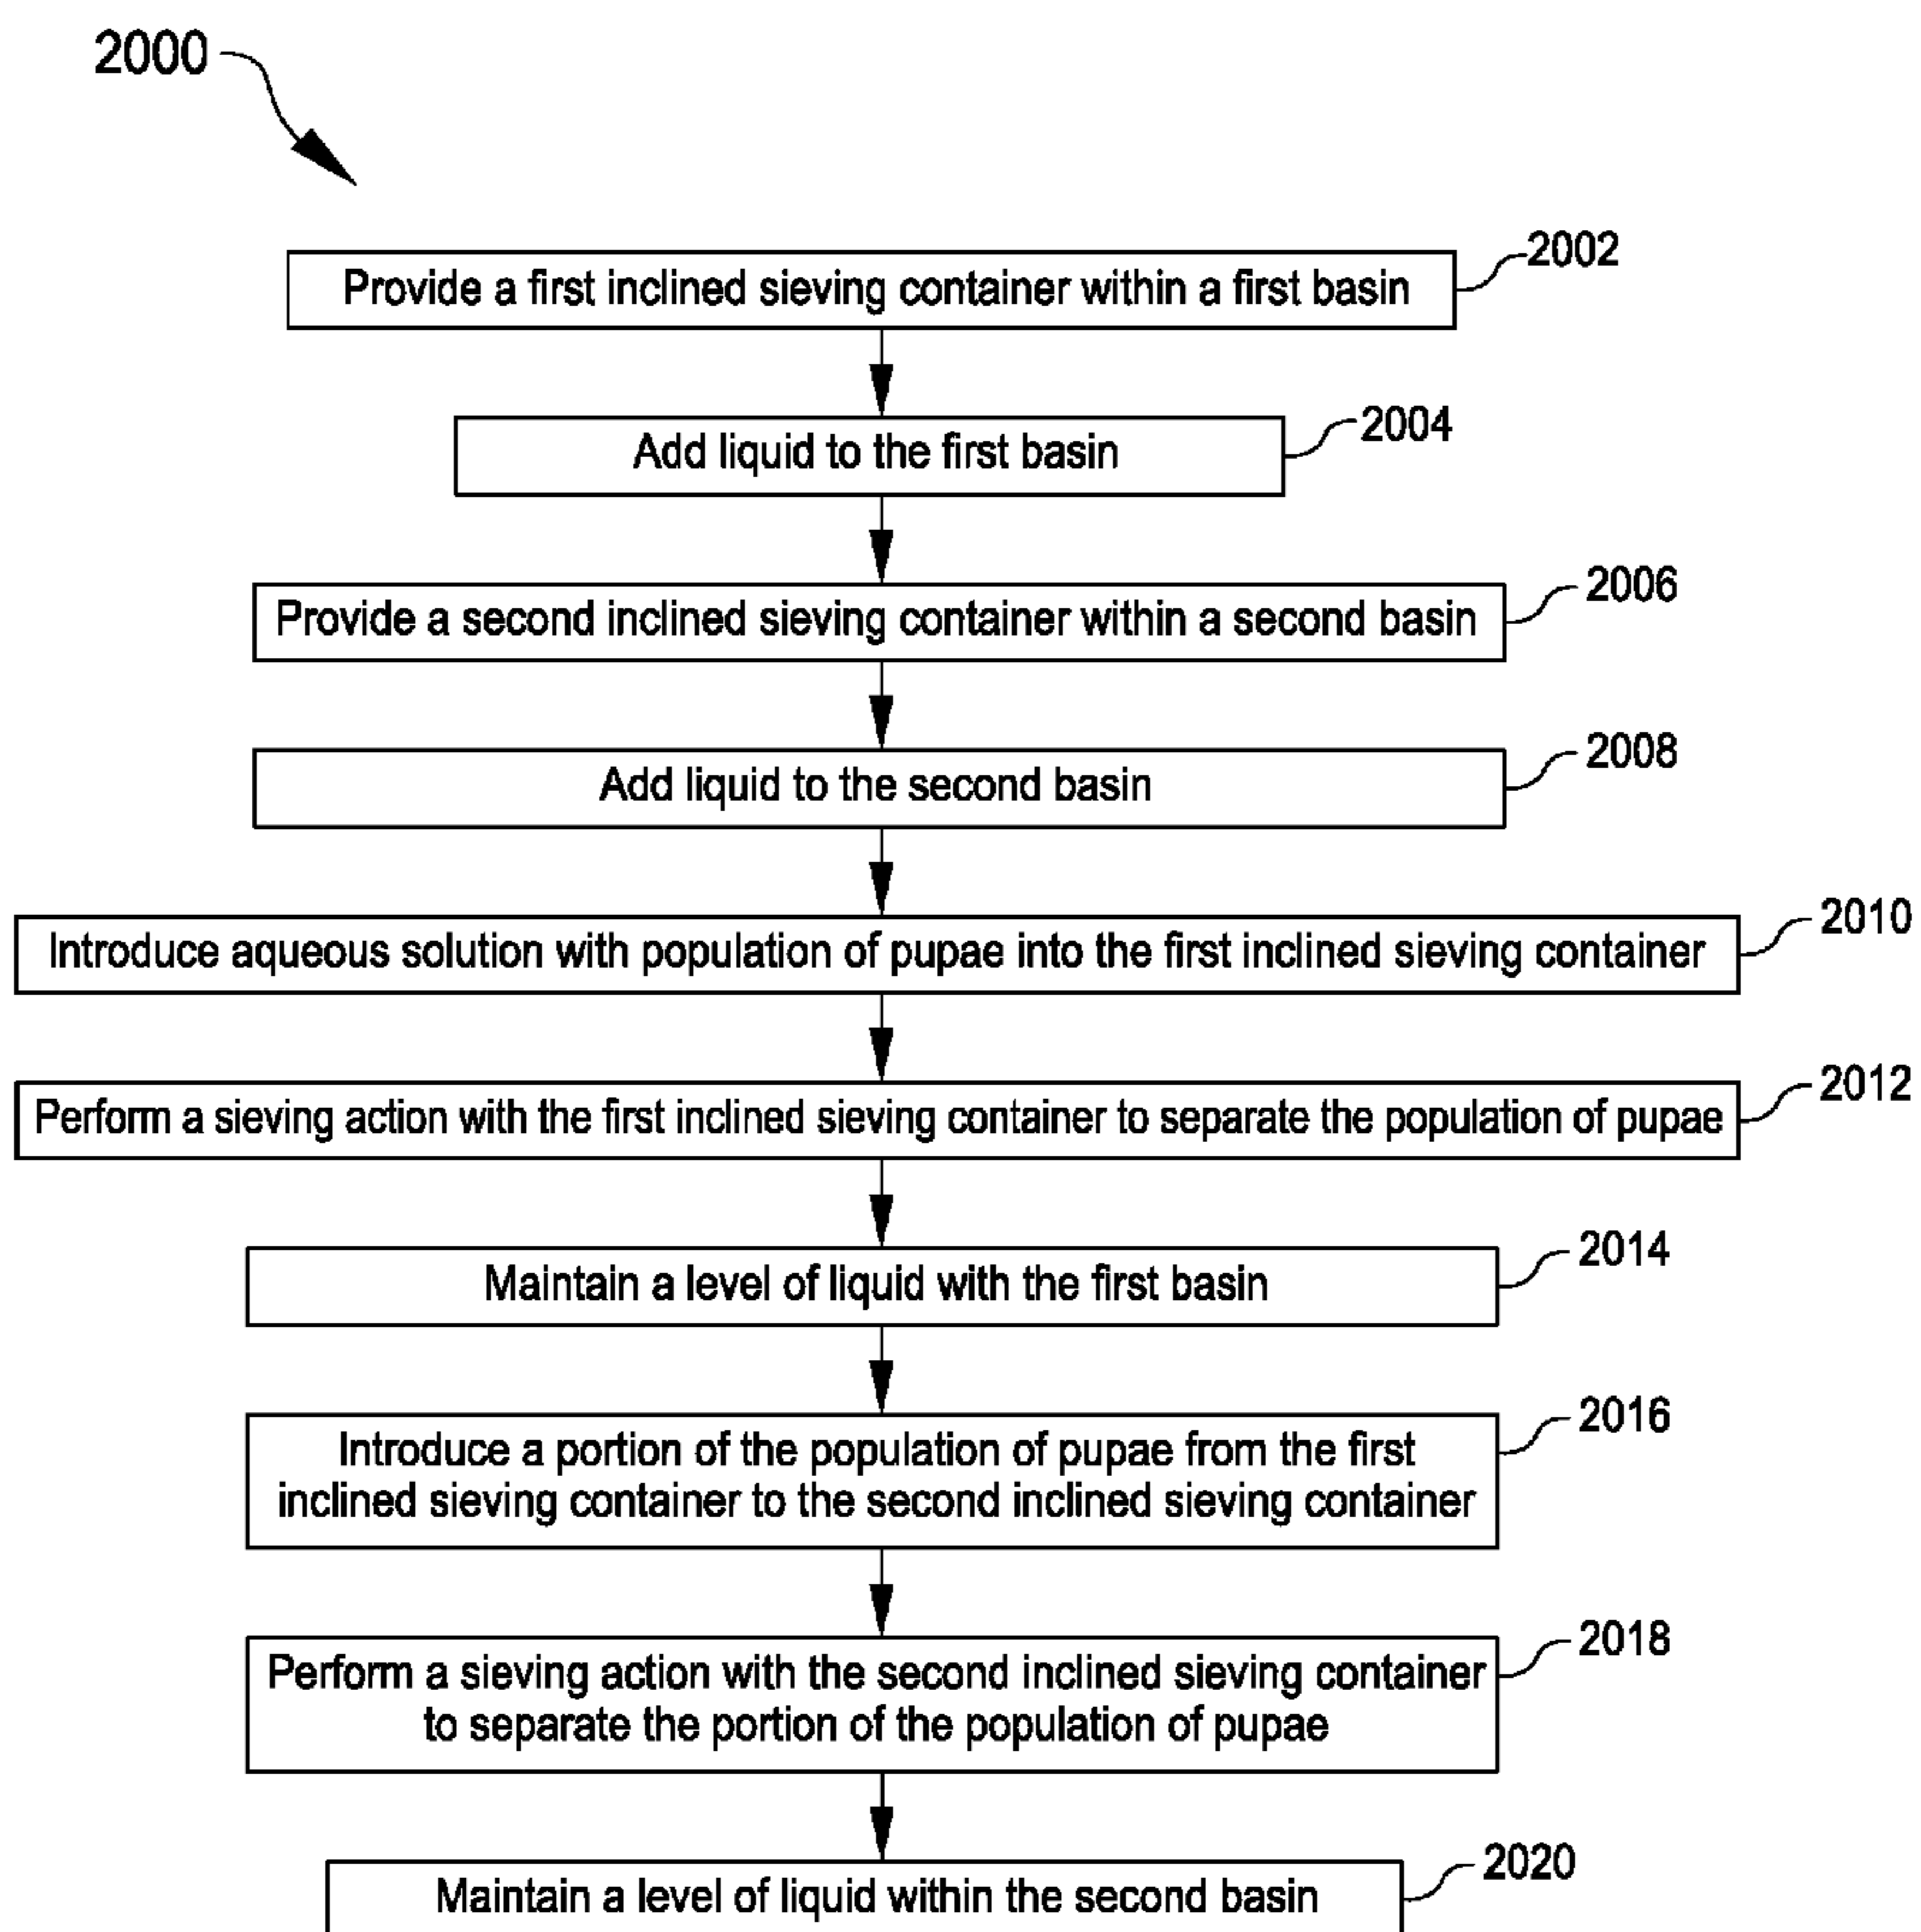 2000
Provide a first inclined sieving container within a first basin
2002
Add liquid to the first basin
2004
Provide a second inclined sieving container within a second basin
2006
Add liquid to the second basin
2008
Introduce aqueous solution with population of pupae into the first inclined sieving container
2010
Perform a sieving action with the first inclined sieving container to separate the population of pupae
2012
Maintain a level of liquid with the first basin
2014
Introduce a portion of the population of pupae from the first
inclined sieving container to the second inclined sieving container
2016
Perform a sieving action with the second inclined sieving container
to separate the portion of the population of pupae
2018
Maintain a level of liquid within the second basin
2020